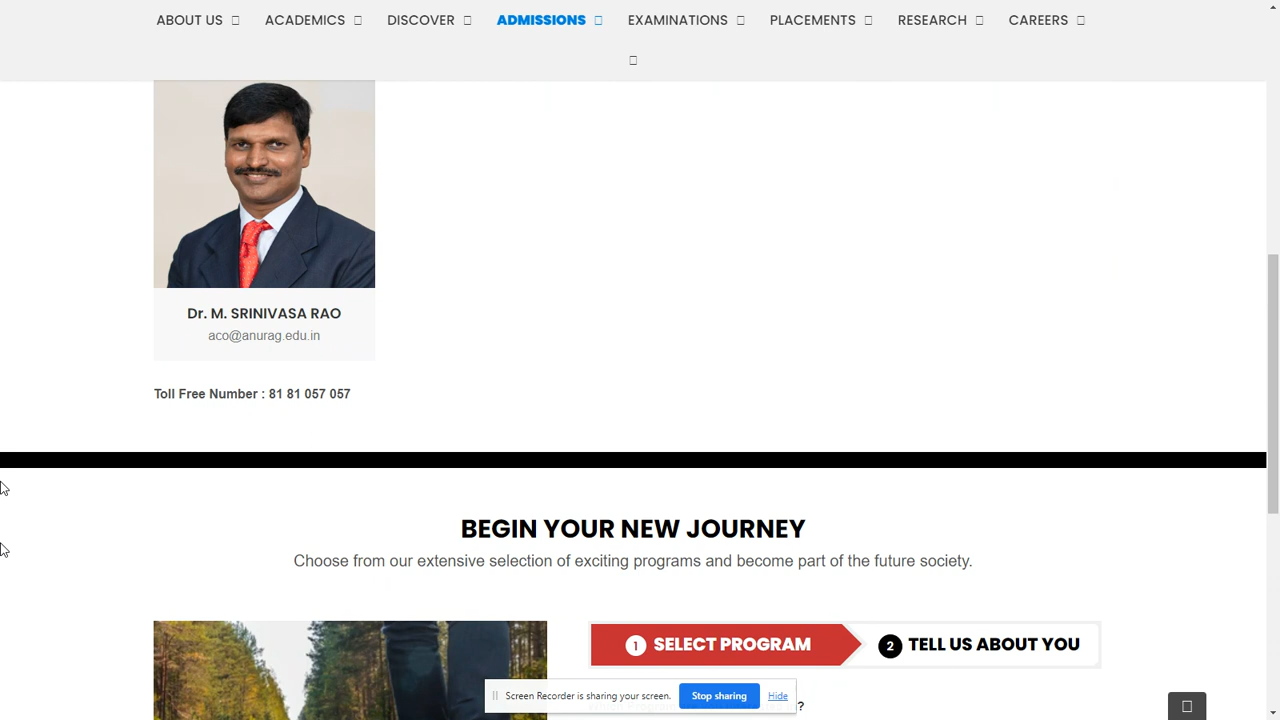 ABOUT US ACADEMICS DISCOVER ADMISSIONS EXAMINATIONS PLACEMENTS RESEARCH CAREERS
Dr. M. SRINIVASA RAO
aco@anurag.edu.in
Toll Free Number : 81 81 057 057
BEGIN YOUR NEW JOURNEY
Choose from our extensive selection of exciting programs and become part of the future society.
1 SELECT PROGRAM 2 TELL US ABOUT YOU
Screen Recorder is sharing your screen. Stop sharing Hide
?